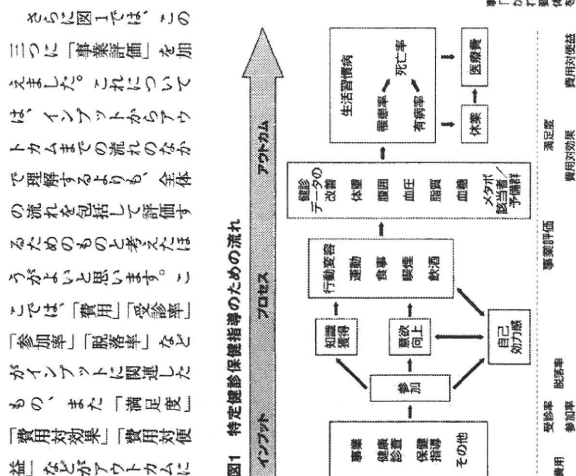 さらに図1では、この
三つに「事業評価」を加
えました。これについて
は、インプットからアウ
トカムまでの流れのなか
で理解するよりも、全体
の流れを包括して評価す
るためのものと考えたほ
うがよいと思います。こ
こでは、「費用」「受診率」
「参加率」「脱落率」など
がインプットに関連した
もの、また「満足度」
「費用対効果」「費用対便
益」などがアウトカムに
図1 特定健診保健指導のための流れ
インプット
プロセス
アウトカム
事業
健康
診査
保健
指導
その他
参加
知識
獲得
意欲
向上
自己
効力感
行動変容
運動
食事
喫煙
飲酒
健診
データの
改善
体重
腹囲
血圧
脂質
血糖
メタボ
該当者／
予備群
生活習慣病
罹患率
有病率
死亡率
休業
医療費
事業評価
費用
受診率
参加率
脱落率
満足度
費用対効果
費用対便益